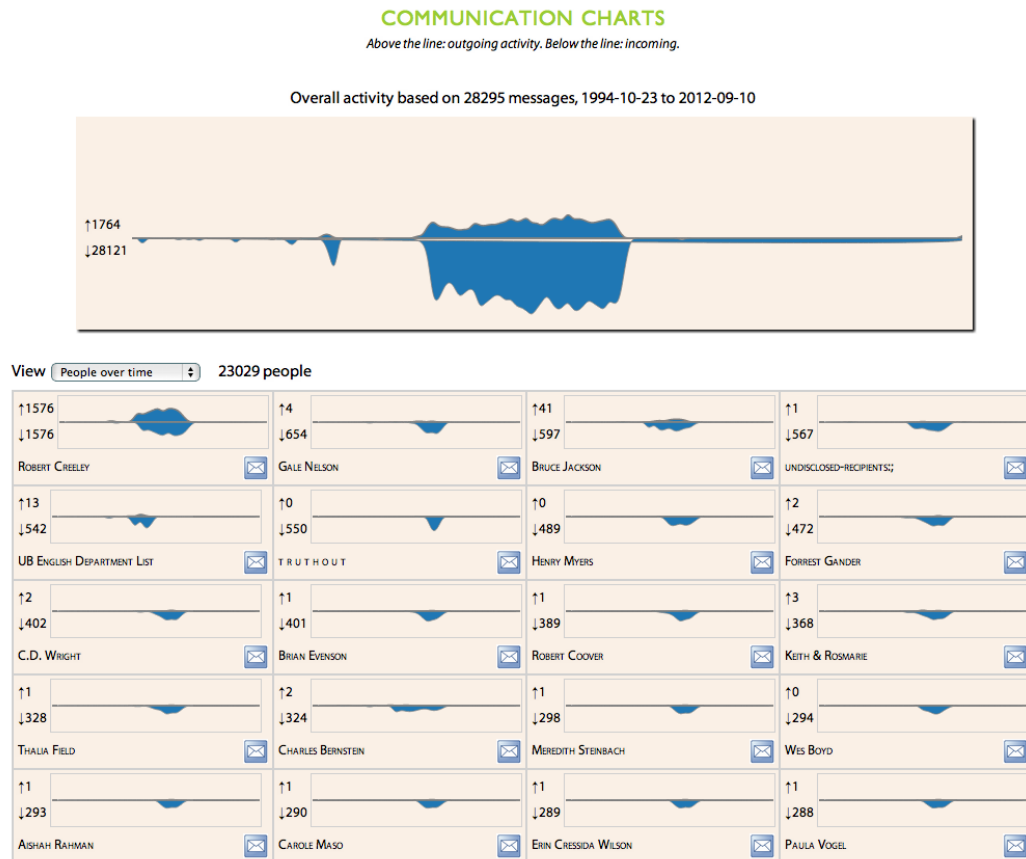 COMMUNICATION CHARTS
Above the line: outgoing activity. Below the line: incoming.
Overall activity based on 28295 messages, 1994-10-23 to 2012-09-10
↑1764
↓28121
View People over time 23029 people
↑1576 ↑4 ↑41 ↑1
↓1576 ↓654 ↓597 ↓567
ROBERT CREELEY GALE NELSON BRUCE JACKSON UNDISCLOSED-RECIPIENTS:;
↑13 ↑0 ↑0 ↑2
↓542 ↓550 ↓489 ↓472
UB ENGLISH DEPARTMENT LIST T R U T H O U T HENRY MYERS FORREST GANDER
↑2 ↑1 ↑1 ↑3
↓402 ↓401 ↓389 ↓368
C.D. WRIGHT BRIAN EVENSON ROBERT COOVER KEITH & ROSMARIE
↑1 ↑2 ↑1 ↑0
↓328 ↓324 ↓298 ↓294
THALIA FIELD CHARLES BERNSTEIN MEREDITH STEINBACH WES BOYD
↑1 ↑1 ↑1 ↑1
↓293 ↓290 ↓289 ↓288
AISHAH RAHMAN CAROLE MASO ERIN CRESSIDA WILSON PAULA VOGEL